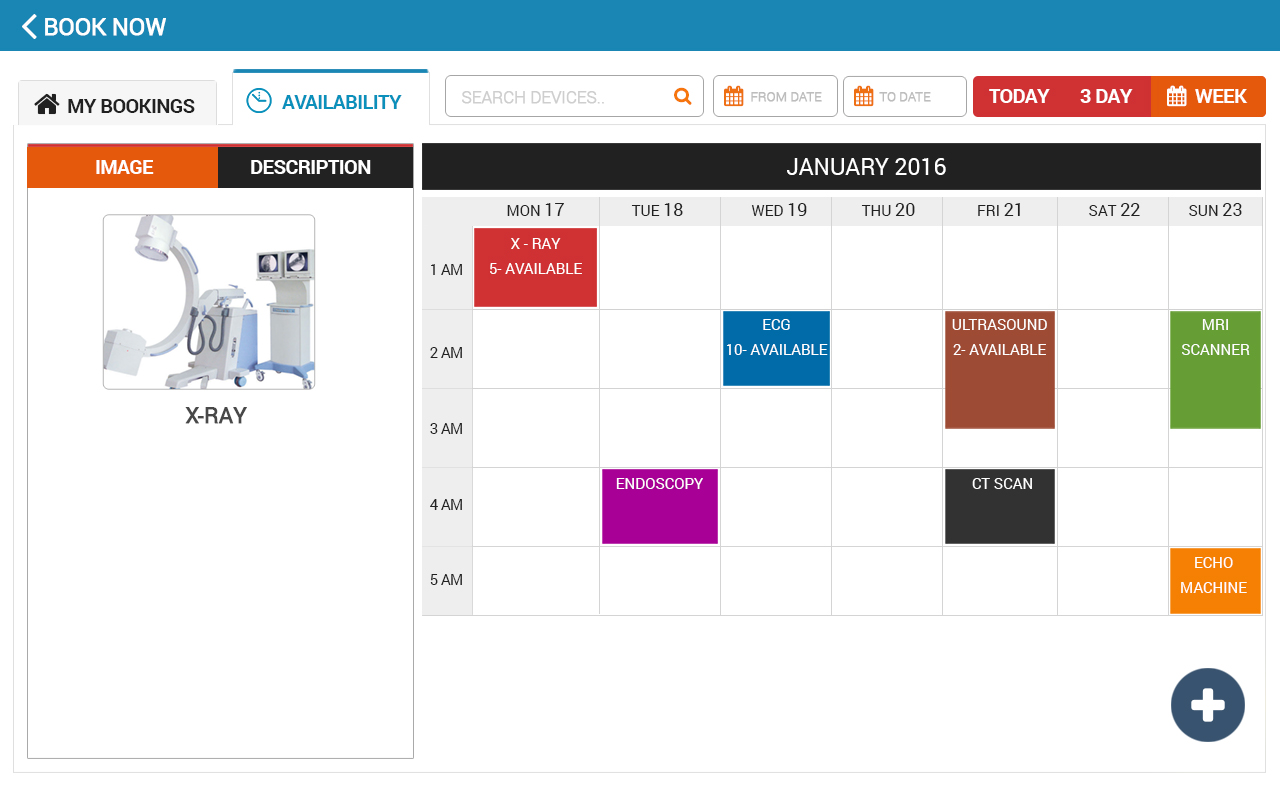 BOOK NOW
MY BOOKINGS
AVAILABILITY
SEARCH DEVICES..
FROM DATE
TO DATE
TODAY
3 DAY
WEEK
IMAGE
DESCRIPTION
X-RAY
JANUARY 2016
MON 17
TUE 18
WED 19
THU 20
FRI 21
SAT 22
SUN 23
1 AM
X - RAY
5- AVAILABLE
2 AM
ECG
10- AVAILABLE
ULTRASOUND
2- AVAILABLE
MRI
SCANNER
3 AM
4 AM
ENDOSCOPY
CT SCAN
5 AM
ECHO
MACHINE